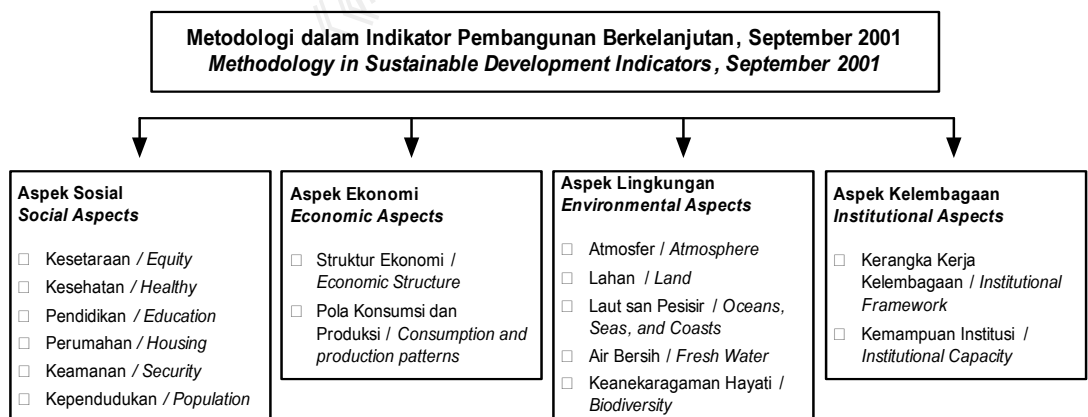 Metodologi dalam Indikator Pembangunan Berkelanjutan, September 2001
Methodology in Sustainable Development Indicators, September 2001
Aspek Sosial
Social Aspects
Kesetaraan / Equity
Kesehatan / Healthy
Pendidikan / Education
Perumahan / Housing
Keamanan / Security
Kependudukan / Population
Aspek Ekonomi
Economic Aspects
Struktur Ekonomi /
Economic Structure
Pola Konsumsi dan
Produksi / Consumption and
production patterns
Aspek Lingkungan
Environmental Aspects
Atmosfer / Atmosphere
Lahan / Land
Laut san Pesisir / Oceans,
Seas, and Coasts
Air Bersih / Fresh Water
Keanekaragaman Hayati /
Biodiversity
Aspek Kelembagaan
Institutional Aspects
Kerangka Kerja
Kelembagaan / Institutional
Framework
Kemampuan Institusi /
Institutional Capacity